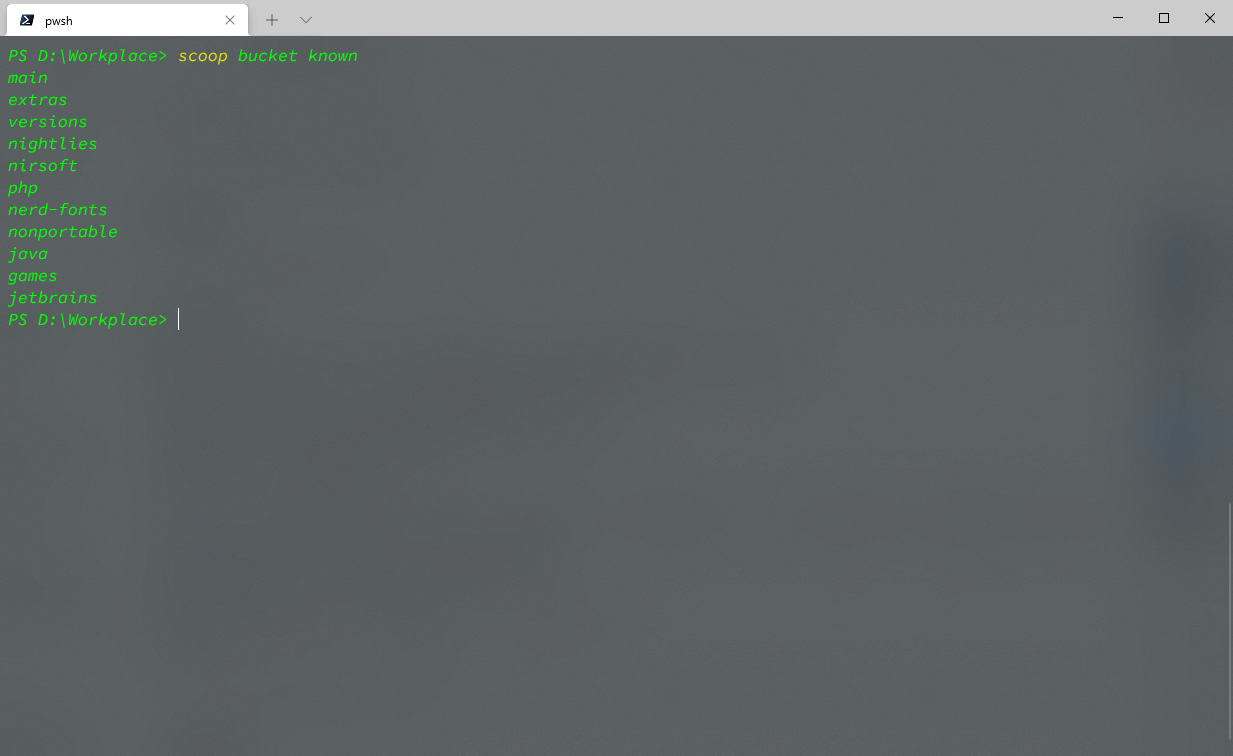 pwsh
PS D:\Workplace> scoop bucket known
main
extras
versions
nightlies
nirsoft
php
nerd-fonts
nonportable
java
games
jetbrains
PS D:\Workplace>